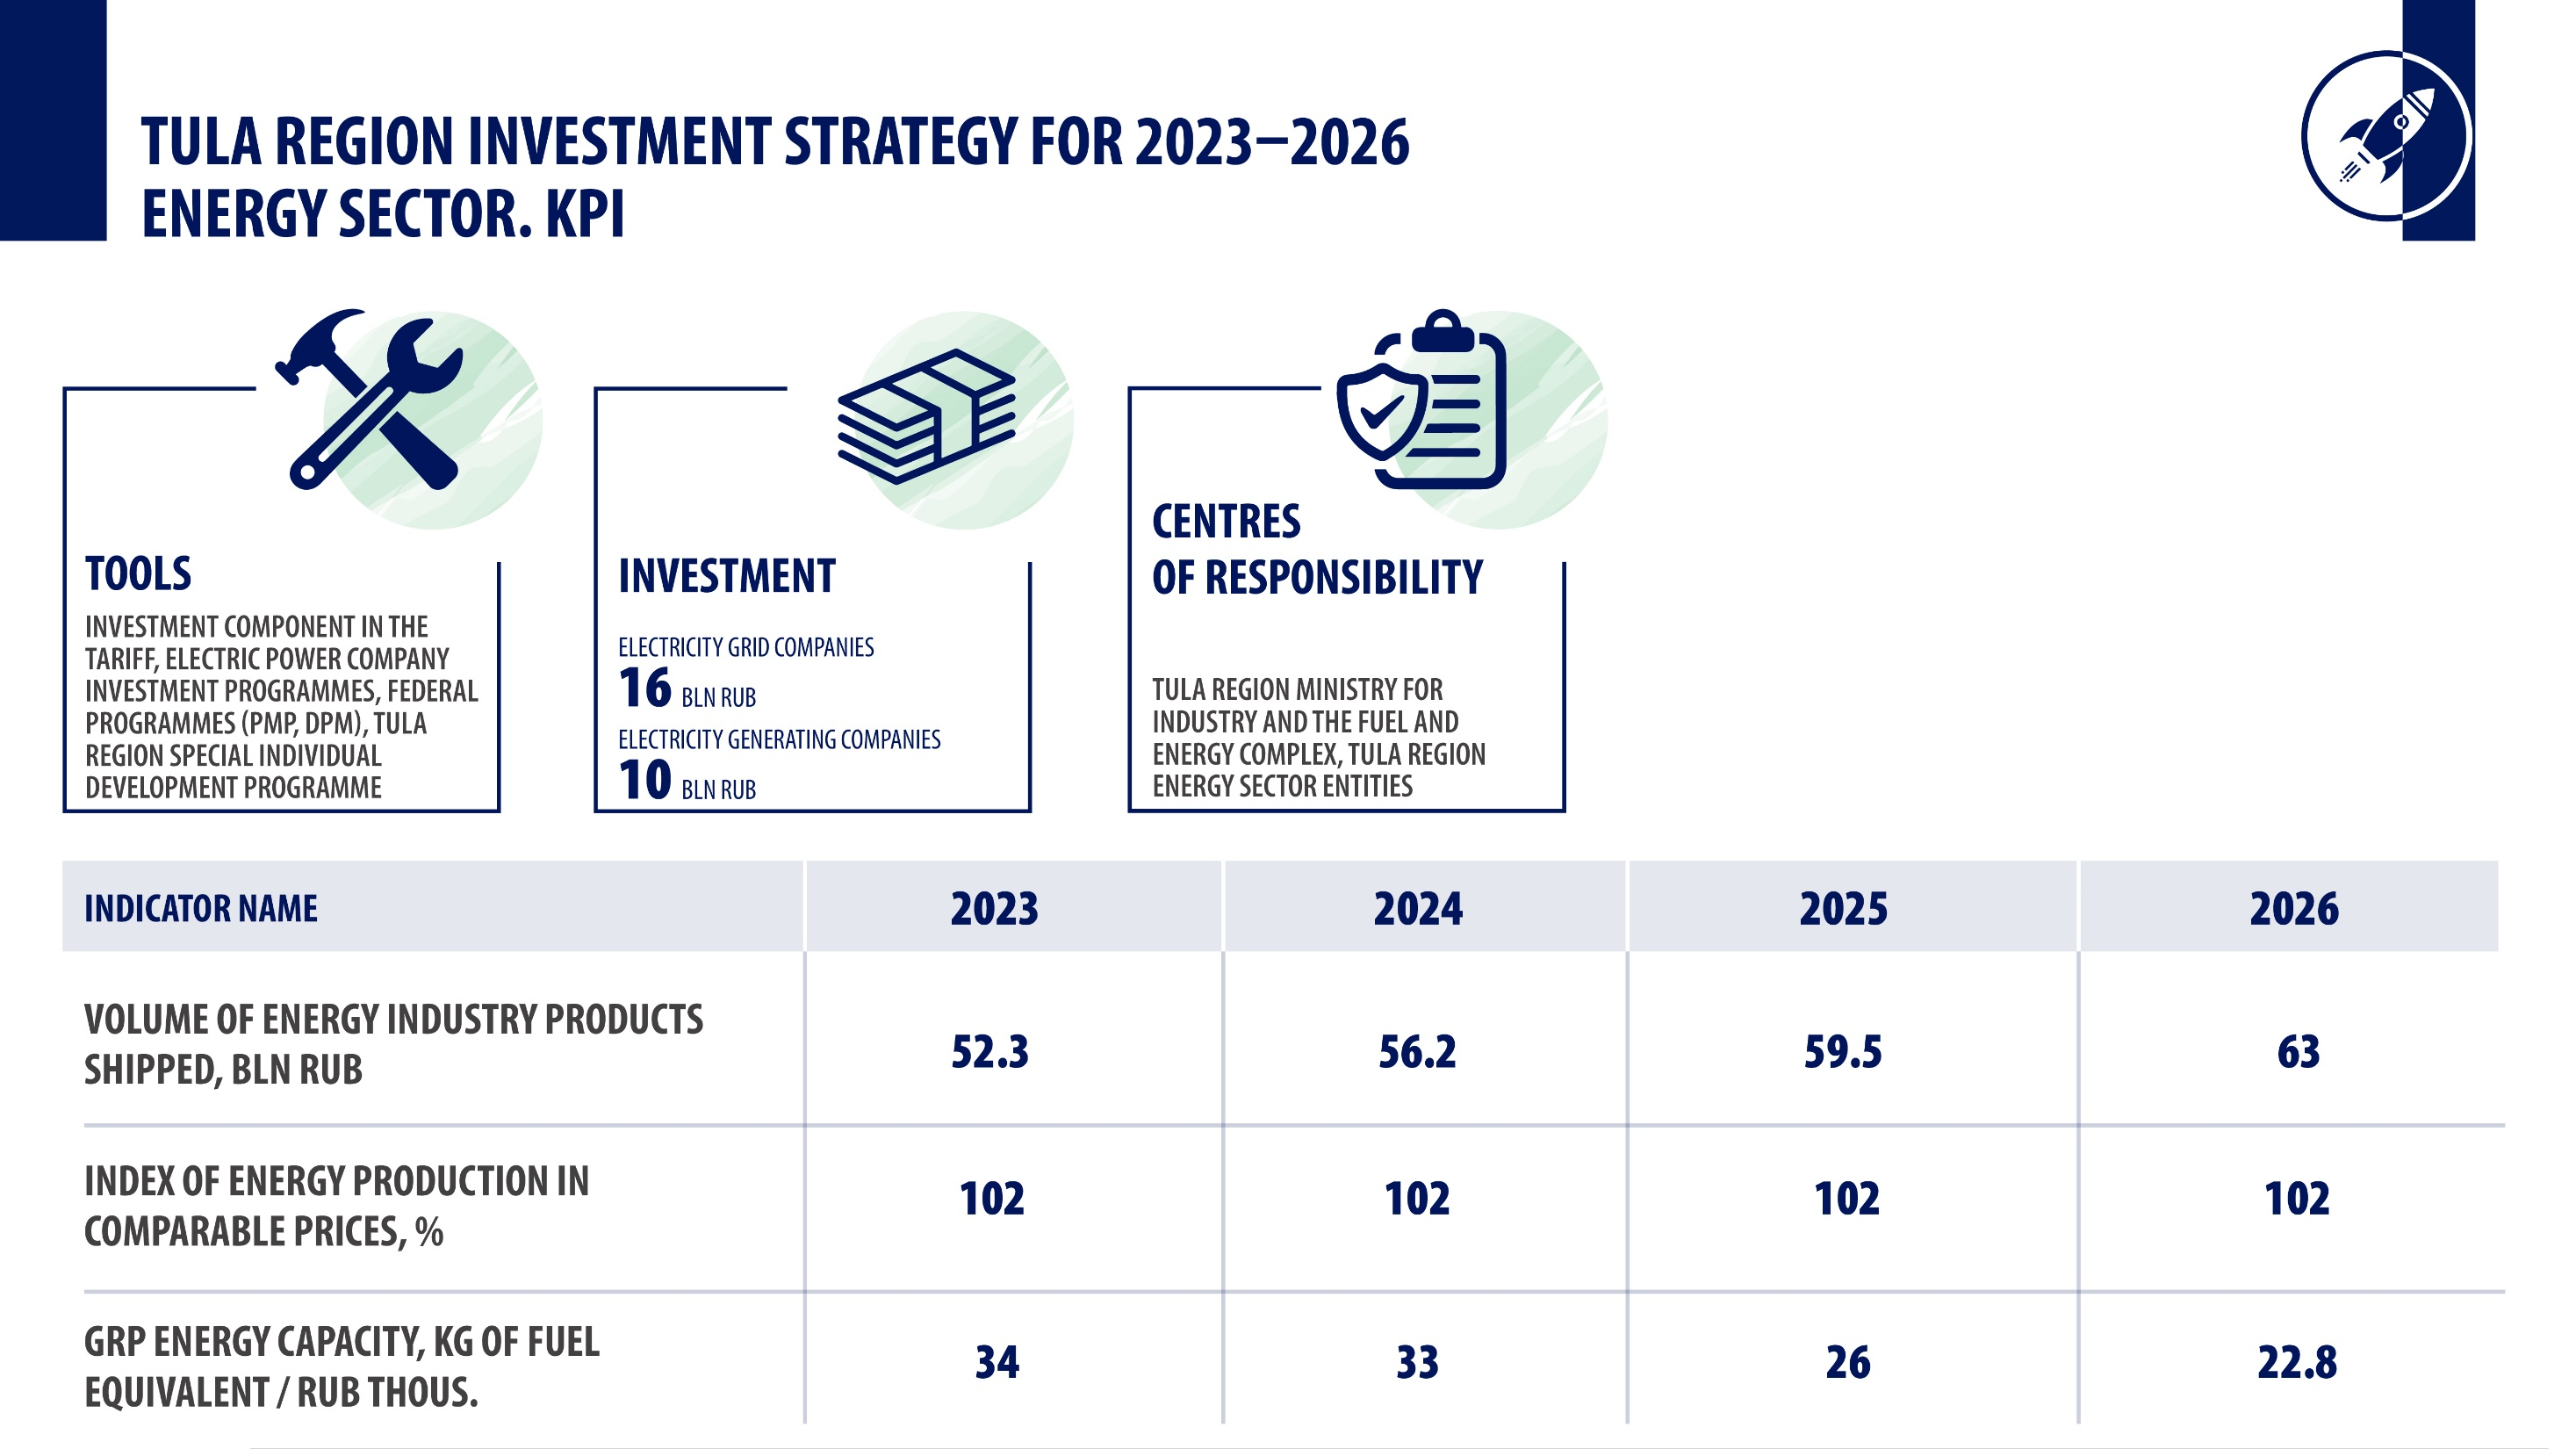 TULA REGION INVESTMENT STRATEGY FOR 2023–2026
ENERGY SECTOR. KPI
TOOLS
INVESTMENT COMPONENT IN THE
TARIFF, ELECTRIC POWER COMPANY
INVESTMENT PROGRAMMES, FEDERAL
PROGRAMMES (PMP, DPM), TULA
REGION SPECIAL INDIVIDUAL
DEVELOPMENT PROGRAMME
INVESTMENT
ELECTRICITY GRID COMPANIES
16 BLN RUB
ELECTRICITY GENERATING COMPANIES
10 BLN RUB
CENTRES
OF RESPONSIBILITY
TULA REGION MINISTRY FOR
INDUSTRY AND THE FUEL AND
ENERGY COMPLEX, TULA REGION
ENERGY SECTOR ENTITIES
INDICATOR NAME 2023 2024 2025 2026
VOLUME OF ENERGY INDUSTRY PRODUCTS
SHIPPED, BLN RUB 52.3 56.2 59.5 63
INDEX OF ENERGY PRODUCTION IN
COMPARABLE PRICES, % 102 102 102 102
GRP ENERGY CAPACITY, KG OF FUEL
EQUIVALENT / RUB THOUS. 34 33 26 22.8